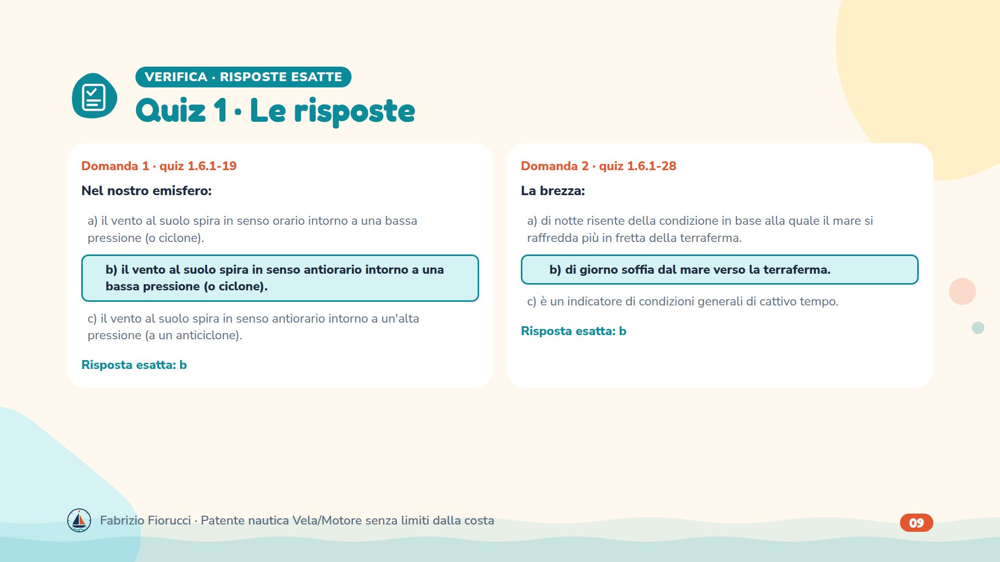 VERIFICA · RISPOSTE ESATTE
Quiz 1 · Le risposte
Domanda 1 · quiz 1.6.1-19
Nel nostro emisfero:
a) il vento al suolo spira in senso orario intorno a una bassa
pressione (o ciclone).
b) il vento al suolo spira in senso antiorario intorno a una
bassa pressione (o ciclone).
c) il vento al suolo spira in senso antiorario intorno a un'alta
pressione (a un anticiclone).
Risposta esatta: b
Domanda 2 · quiz 1.6.1-28
La brezza:
a) di notte risente della condizione in base alla quale il mare si
raffredda più in fretta della terraferma.
b) di giorno soffia dal mare verso la terraferma.
c) è un indicatore di condizioni generali di cattivo tempo.
Risposta esatta: b
Fabrizio Fiorucci · Patente nautica Vela/Motore senza limiti dalla costa
09